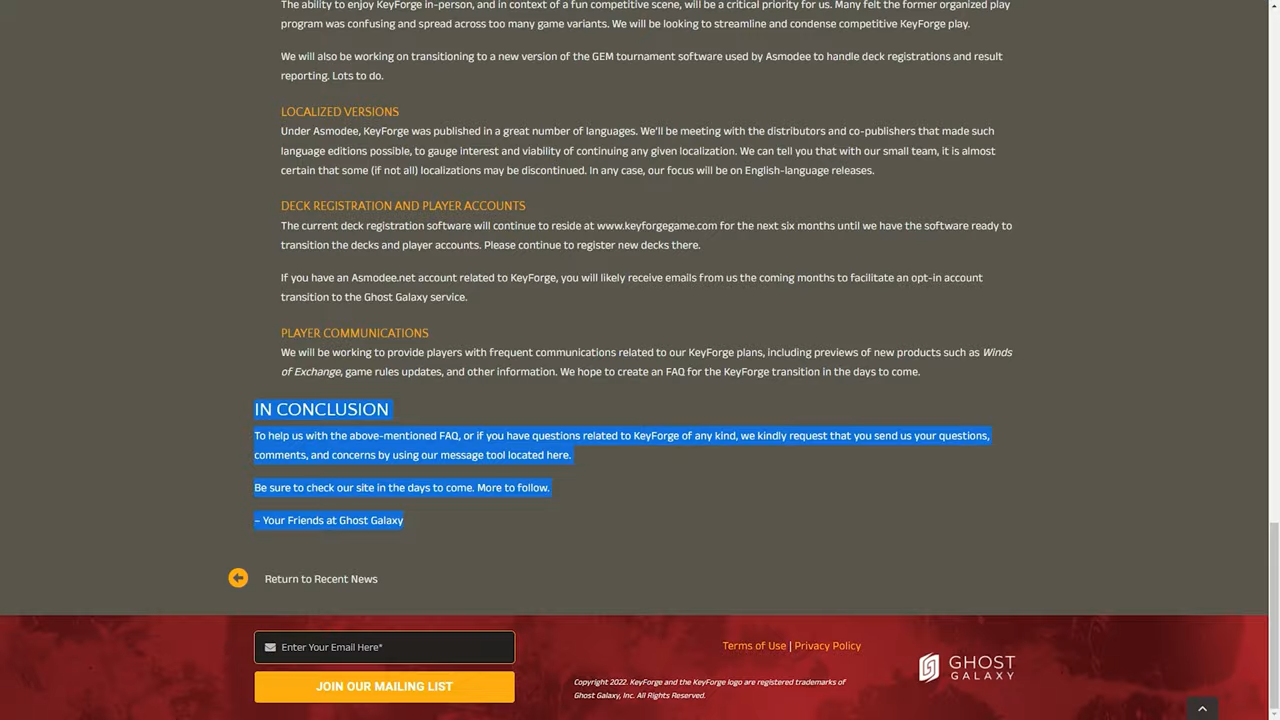 The ability to enjoy KeyForge in-person, and in context of a fun competitive scene, will be a critical priority for us. Many felt the former organized play
program was confusing and spread across too many game variants. We will be looking to streamline and condense competitive KeyForge play.
We will also be working on transitioning to a new version of the GEM tournament software used by Asmodee to handle deck registrations and result
reporting. Lots to do.
LOCALIZED VERSIONS
Under Asmodee, KeyForge was published in a great number of languages. We'll be meeting with the distributors and co-publishers that made such
language editions possible, to gauge interest and viability of continuing any given localization. We can tell you that with our small team, it is almost
certain that some (if not all) localizations may be discontinued. In any case, our focus will be on English-language releases.
DECK REGISTRATION AND PLAYER ACCOUNTS
The current deck registration software will continue to reside at www.keyforgegame.com for the next six months until we have the software ready to
transition the decks and player accounts. Please continue to register new decks there.
If you have an Asmodee.net account related to KeyForge, you will likely receive emails from us the coming months to facilitate an opt-in account
transition to the Ghost Galaxy service.
PLAYER COMMUNICATIONS
We will be working to provide players with frequent communications related to our KeyForge plans, including previews of new products such as Winds
of Exchange, game rules updates, and other information. We hope to create an FAQ for the KeyForge transition in the days to come.
IN CONCLUSION
To help us with the above-mentioned FAQ, or if you have questions related to KeyForge of any kind, we kindly request that you send us your questions,
comments, and concerns by using our message tool located here.
Be sure to check our site in the days to come. More to follow.
– Your Friends at Ghost Galaxy
Return to Recent News
Enter Your Email Here*
JOIN OUR MAILING LIST
Terms of Use | Privacy Policy
Copyright 2022. KeyForge and the KeyForge logo are registered trademarks of
Ghost Galaxy, Inc. All Rights Reserved.
GHOST
GALAXY